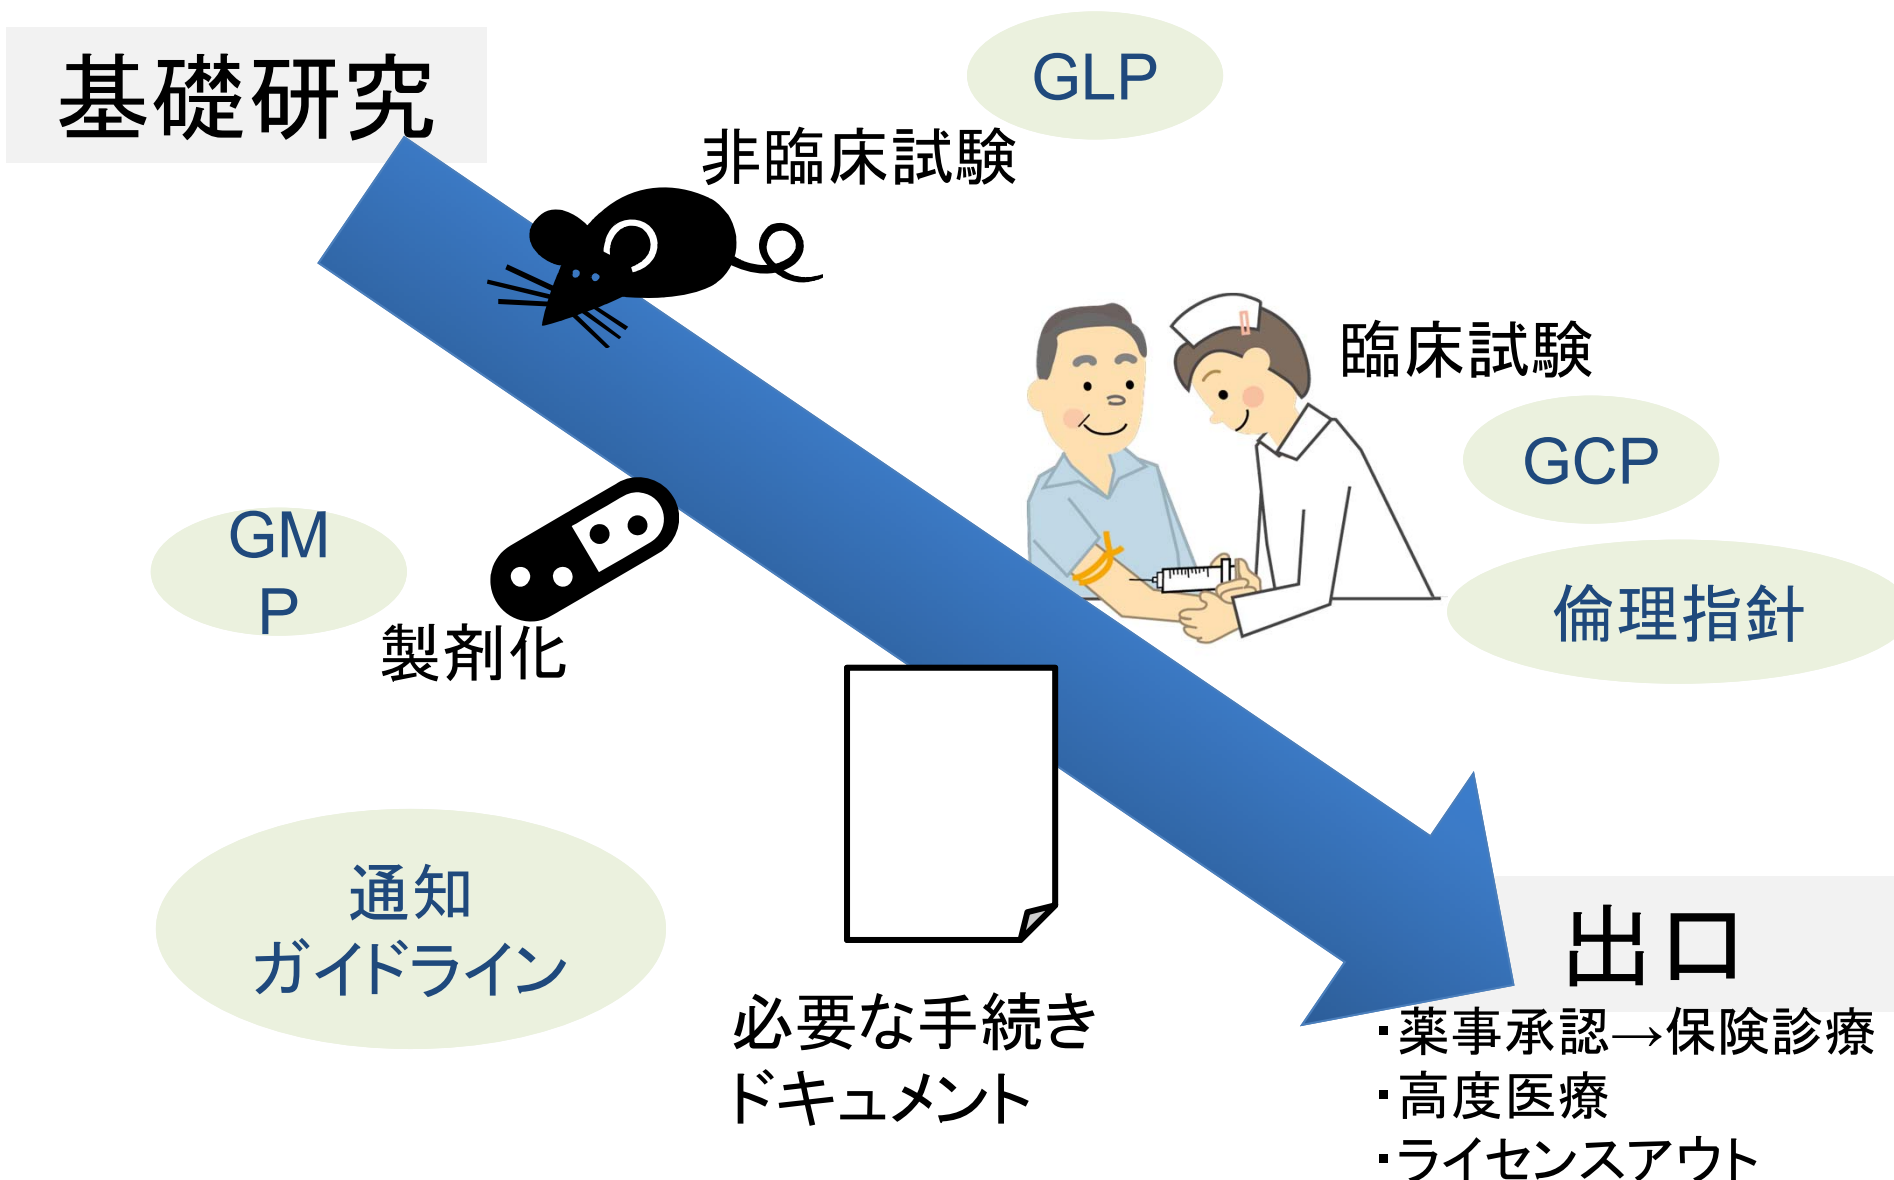 基礎研究
GLP
非臨床試験
臨床試験
GCP
倫理指針
GM
P
製剤化
通知
ガイドライン
必要な手続き
ドキュメント
出口
・薬事承認→保険診療
・高度医療
・ライセンスアウト